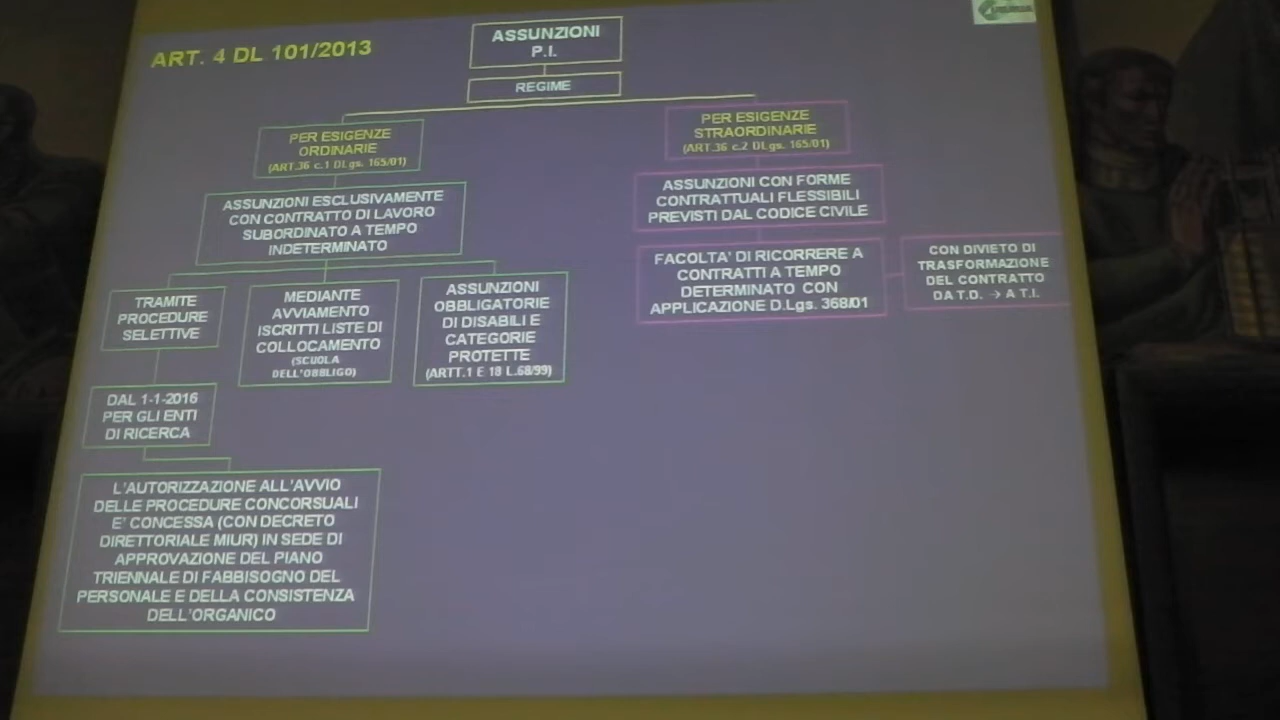 ART. 4 DL 101/2013
ASSUNZIONI
P.I.
REGIME
PER ESIGENZE
ORDINARIE
(ART.36 c.1 DLgs. 165/01)
ASSUNZIONI ESCLUSIVAMENTE
CON CONTRATTO DI LAVORO
SUBORDINATO A TEMPO
INDETERMINATO
TRAMITE
PROCEDURE
SELETTIVE
MEDIANTE
AVVIAMENTO
ISCRITTI LISTE DI
COLLOCAMENTO
(SCUOLA
DELL'OBBLIGO)
ASSUNZIONI
OBBLIGATORIE
DI DISABILI E
CATEGORIE
PROTETTE
(ARTT.1 E 18 L.68/99)
DAL 1-1-2016
PER GLI ENTI
DI RICERCA
L'AUTORIZZAZIONE ALL'AVVIO
DELLE PROCEDURE CONCORSUALI
E' CONCESSA (CON DECRETO
DIRETTORIALE MIUR) IN SEDE DI
APPROVAZIONE DEL PIANO
TRIENNALE DI FABBISOGNO DEL
PERSONALE E DELLA CONSISTENZA
DELL'ORGANICO
PER ESIGENZE
STRAORDINARIE
(ART.36 c.2 DLgs. 165/01)
ASSUNZIONI CON FORME
CONTRATTUALI FLESSIBILI
PREVISTI DAL CODICE CIVILE
FACOLTA' DI RICORRERE A
CONTRATTI A TEMPO
DETERMINATO CON
APPLICAZIONE D.Lgs. 368/01
CON DIVIETO DI
TRASFORMAZIONE
DEL CONTRATTO
DA T.D. → A T.I.